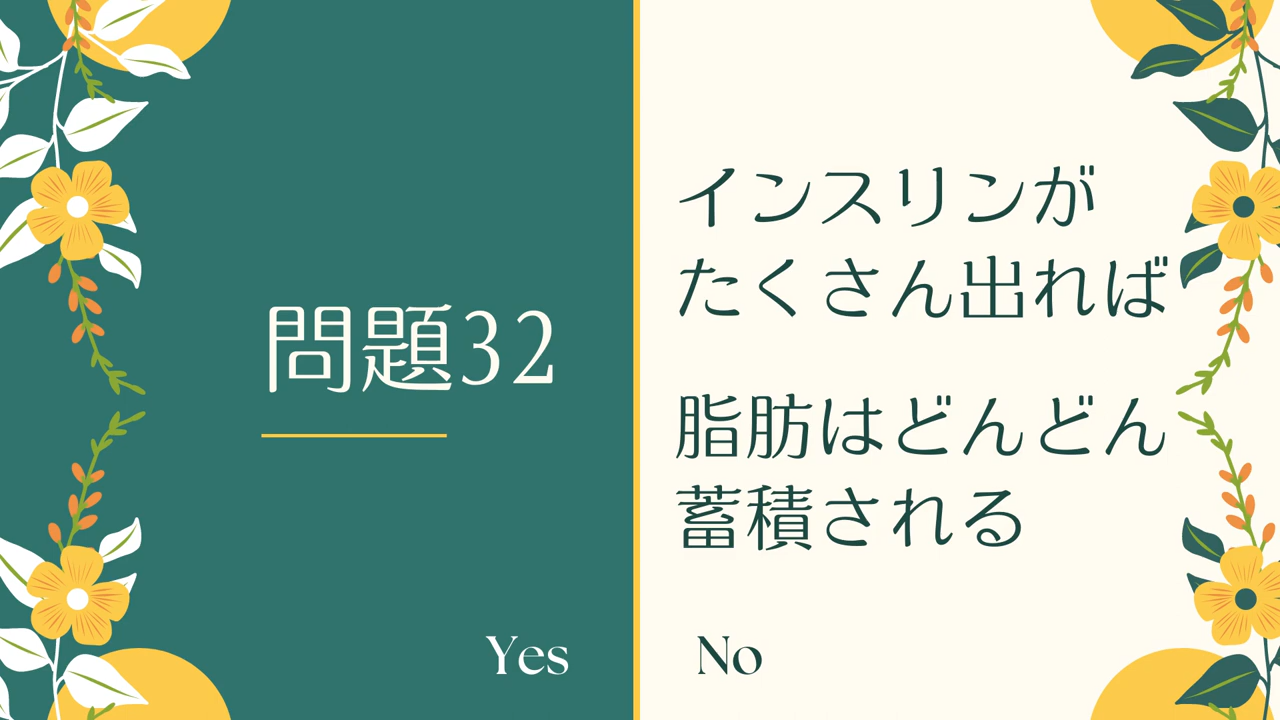 問題32
インスリンが
たくさん出れば
脂肪はどんどん
蓄積される
Yes
No